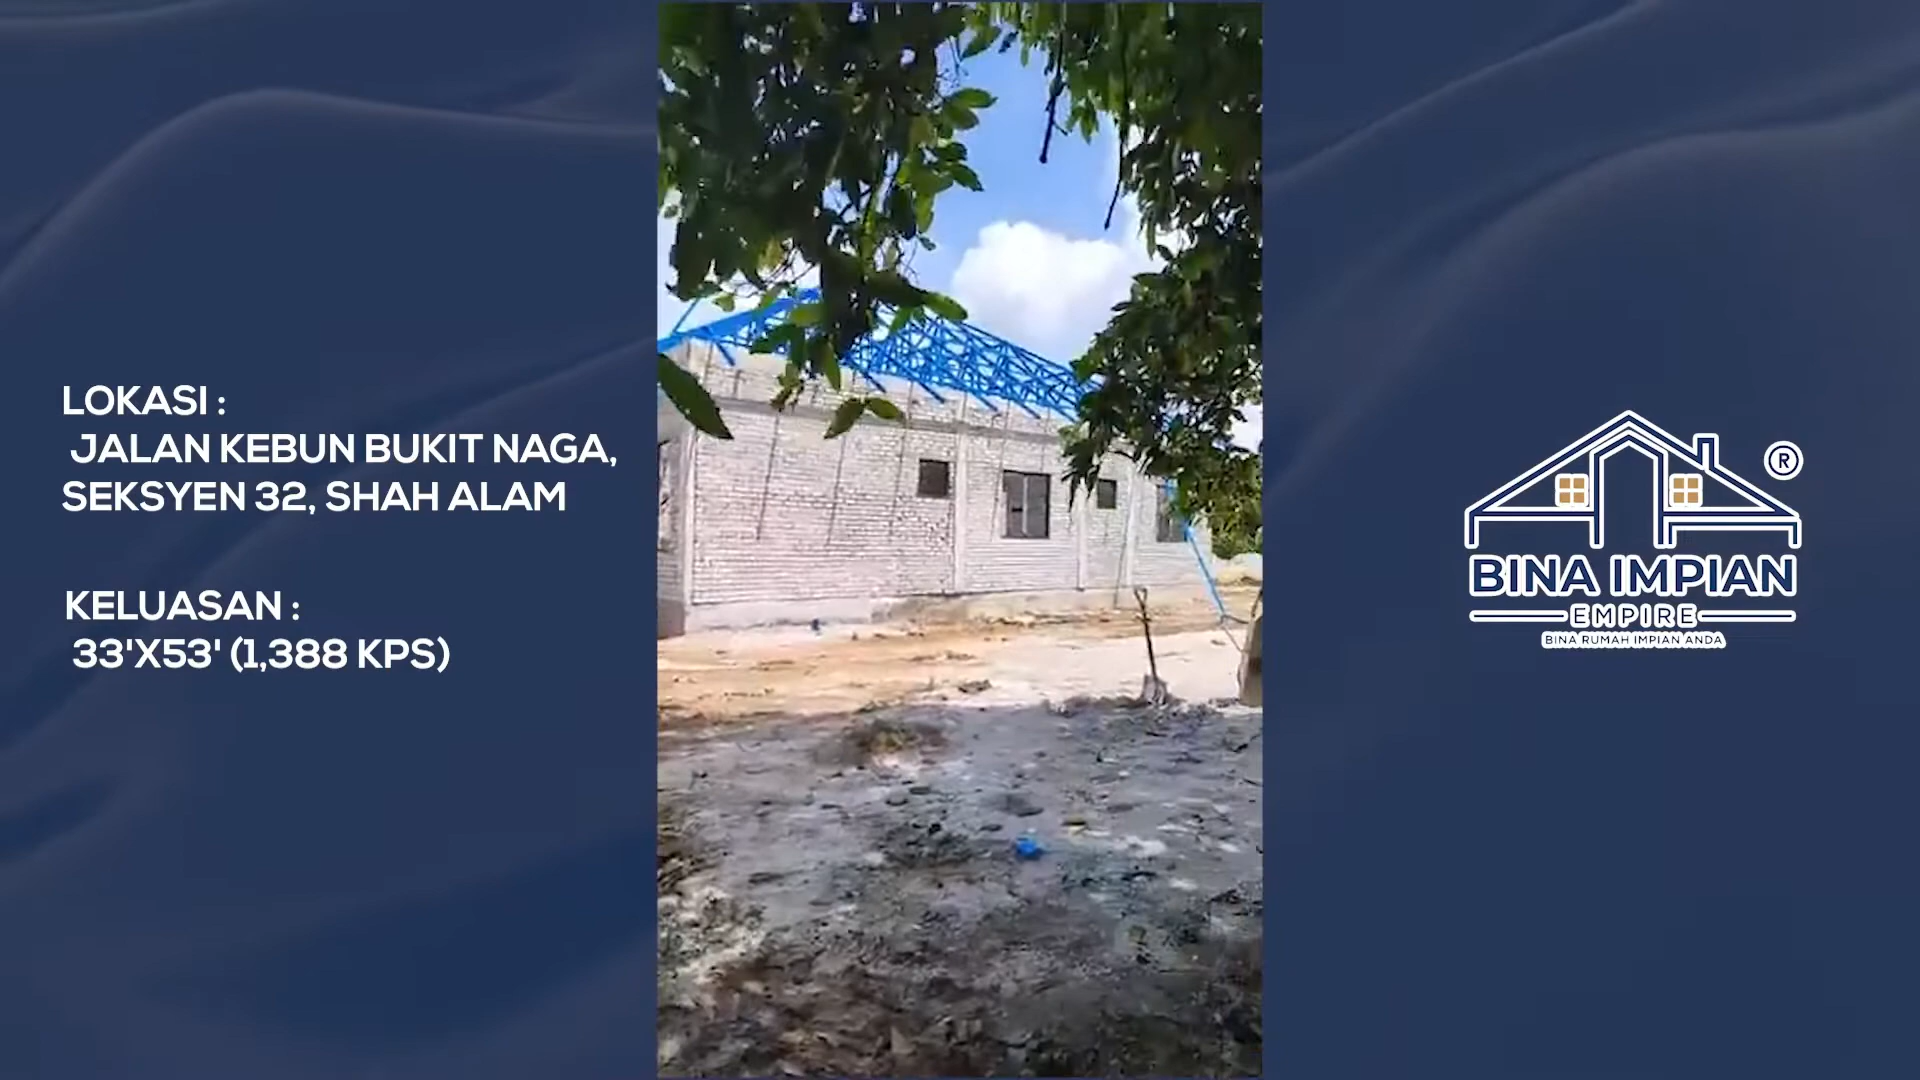 LOKASI :
JALAN KEBUN BUKIT NAGA,
SEKSYEN 32, SHAH ALAM
KELUASAN :
33'X53' (1,388 KPS)
®
BINA IMPIAN
EMPIRE
BINA RUMAH IMPIAN ANDA